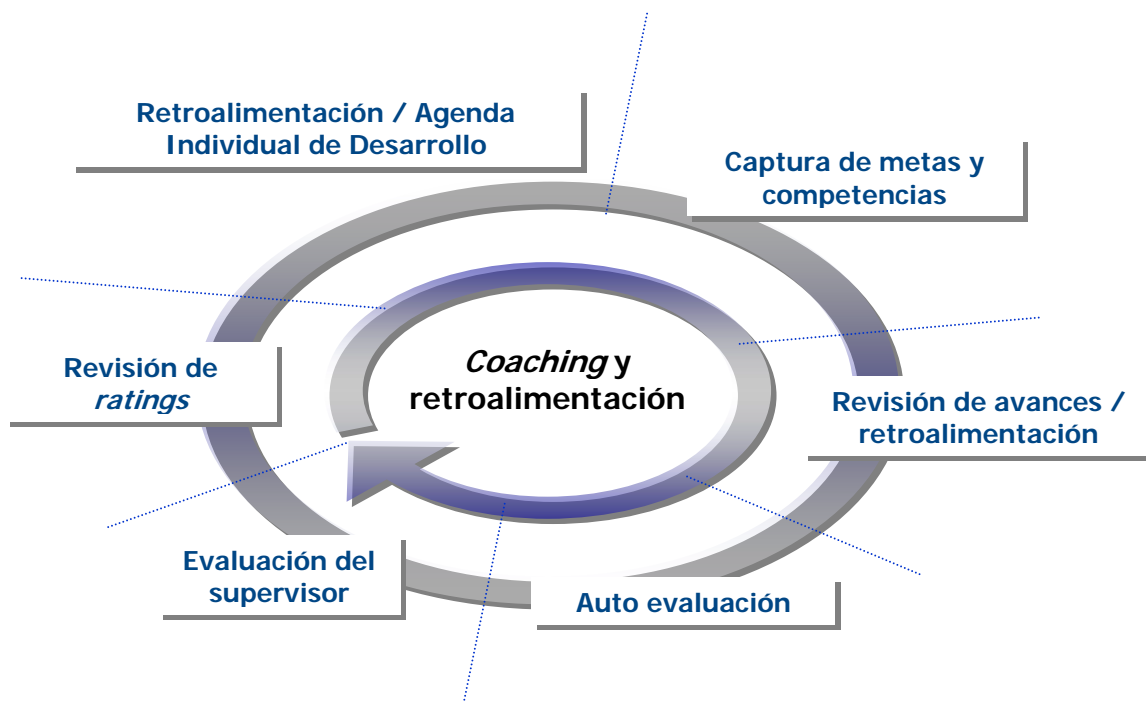 Retroalimentación / Agenda
Individual de Desarrollo
Captura de metas y
competencias
Coaching y
retroalimentación
Revisión de
ratings
Revisión de avances /
retroalimentación
Evaluación del
supervisor
Auto evaluación